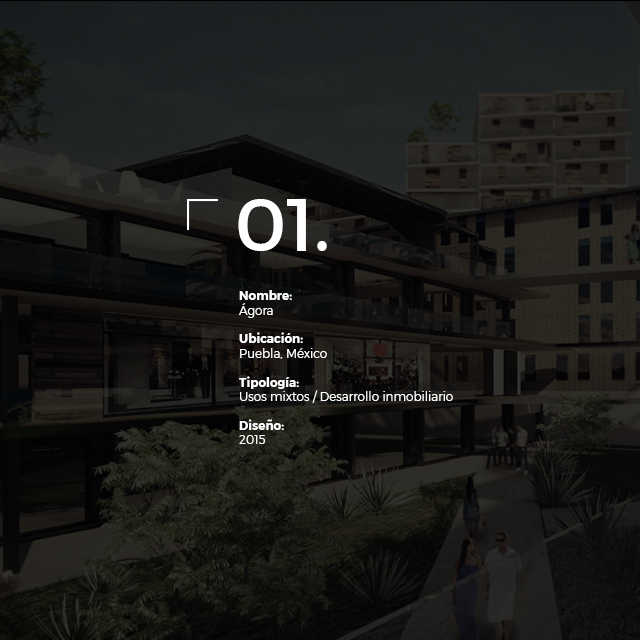 01.
Nombre:
Ágora
Ubicación:
Puebla, México
Tipología:
Usos mixtos / Desarrollo inmobiliario
Diseño:
2015